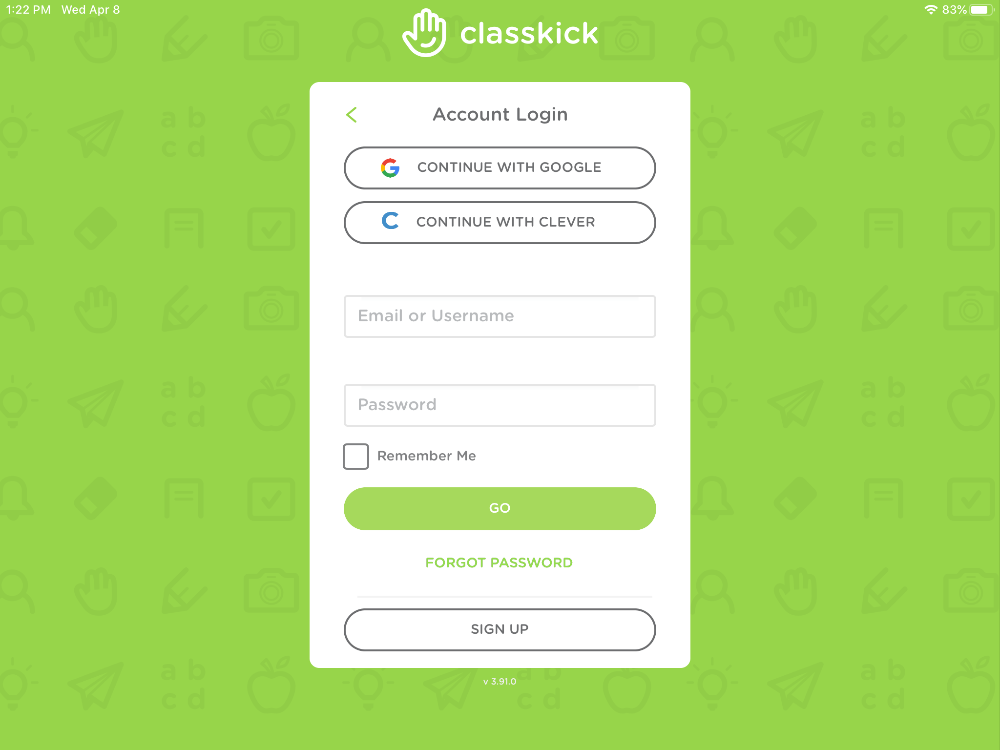 1:22 PM Wed Apr 8
83%
classkick
Account Login
CONTINUE WITH GOOGLE
CONTINUE WITH CLEVER
Email or Username
Password
Remember Me
GO
FORGOT PASSWORD
SIGN UP
v 3.91.0
a b
c d
a b
c d
a b
c d
a b
c d
a b
c d
a b
c d
a b
c d